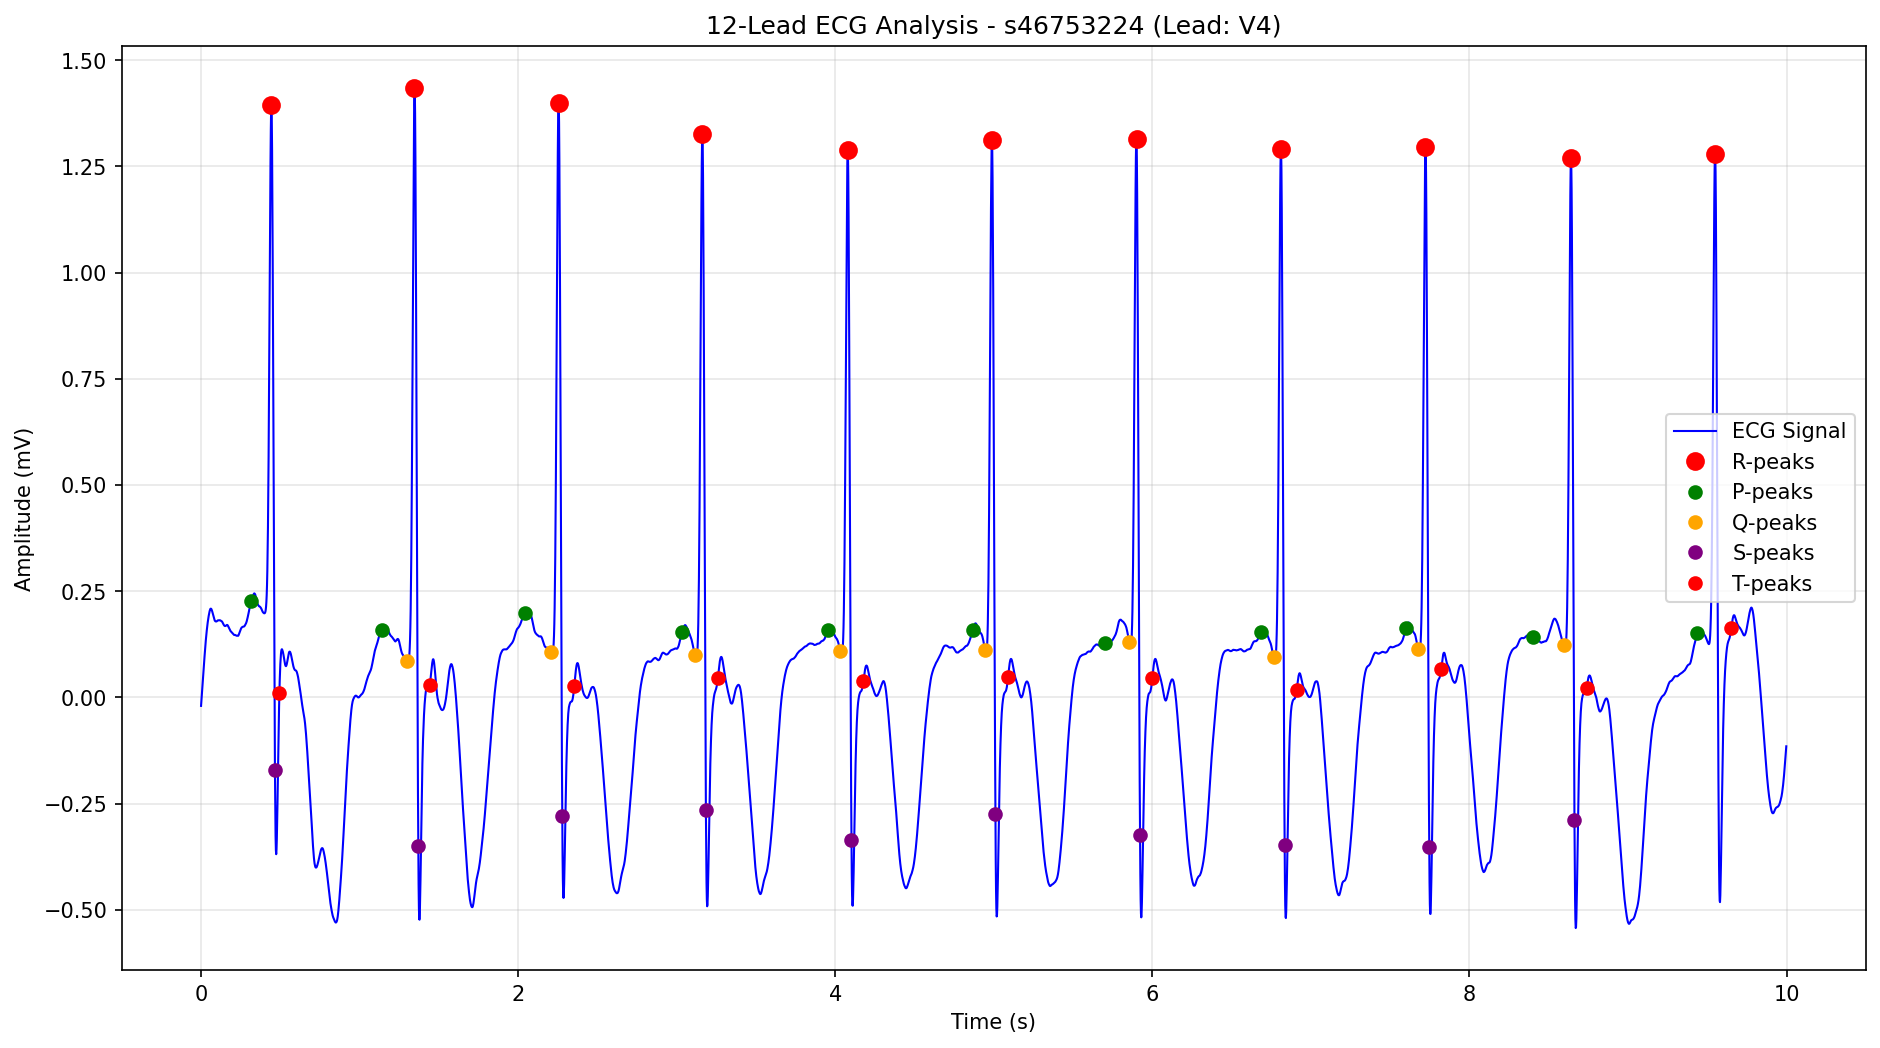 12-Lead ECG Analysis - s46753224 (Lead: V4)
1.50
1.25
1.00
0.75
0.50
0.25
0.00
−0.25
−0.50
Amplitude (mV)
ECG Signal
R-peaks
P-peaks
Q-peaks
S-peaks
T-peaks
0 2 4 6 8 10
Time (s)